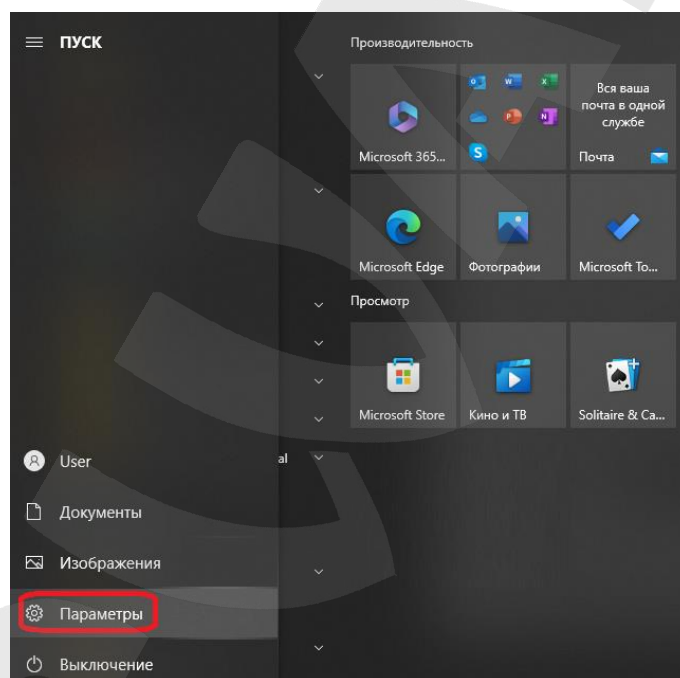 ПУСК
Производительность
Вся ваша
почта в одной
службе
Microsoft 365...
Почта
Microsoft Edge
Фотографии
Microsoft To...
Просмотр
Microsoft Store
Кино и ТВ
Solitaire & Ca...
User
al
Документы
Изображения
Параметры
Выключение